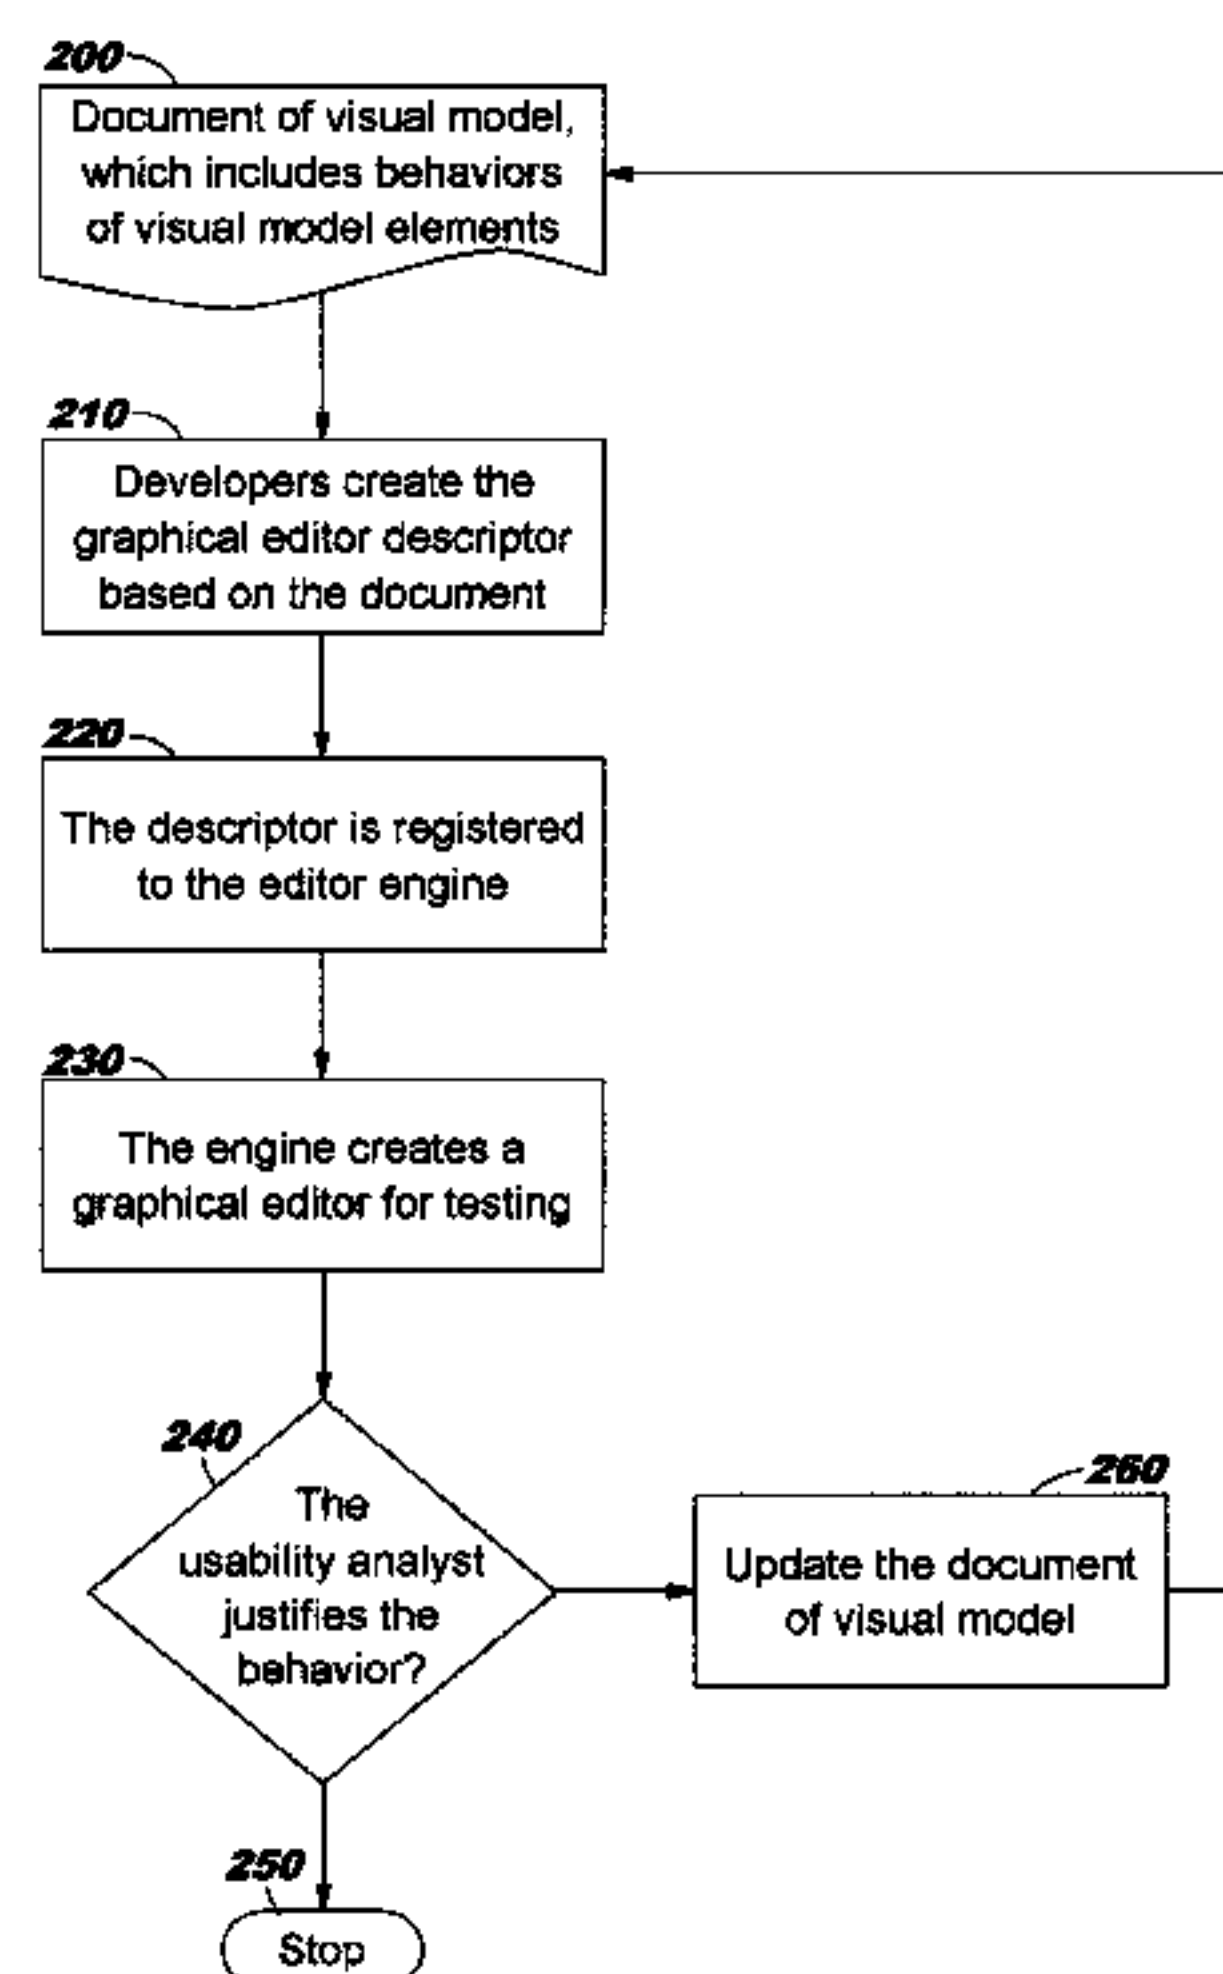 200
Document of visual model,
which includes behaviors
of visual model elements
210
Developers create the
graphical editor descriptor
based on the document
220
The descriptor is registered
to the editor engine
230
The engine creates a
graphical editor for testing
240
The
usability analyst
justifies the
behavior?
260
Update the document
of visual model
250
Stop